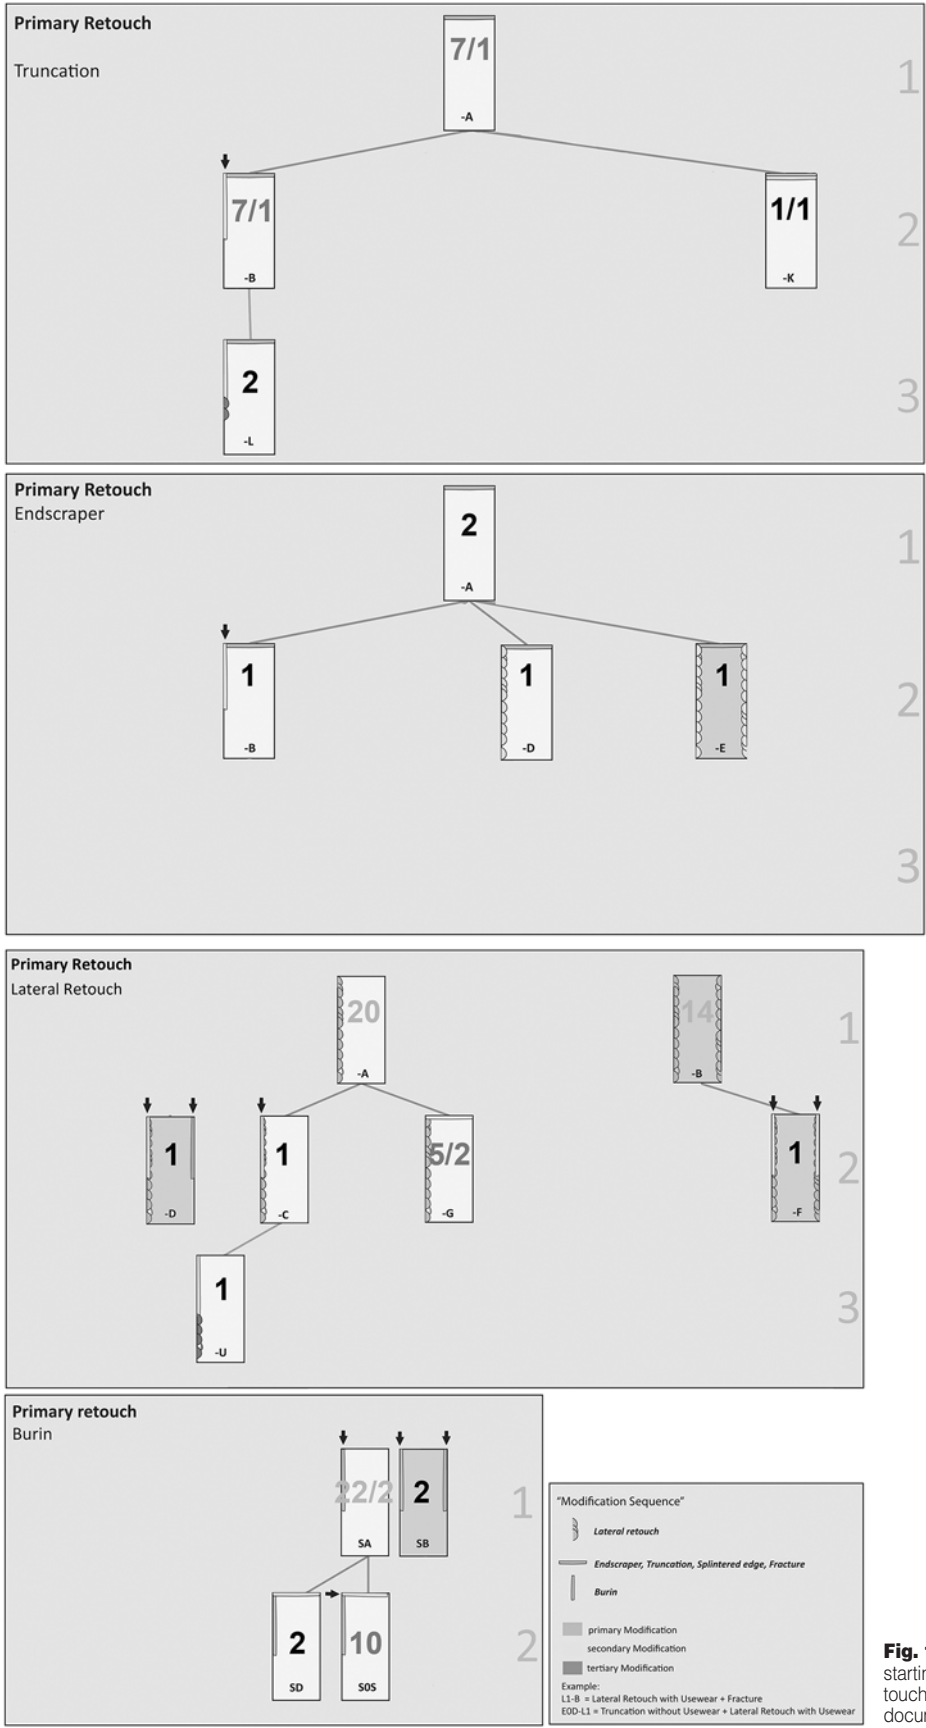 Primary Retouch
Truncation
7/1
-A
1
7/1
-B
1/1
-K
2
2
-L
3
Primary Retouch
Endscraper
2
-A
1
1
-B
1
-D
1
-E
2
3
Primary Retouch
Lateral Retouch
20
-A
14
-B
1
1
-D
1
-C
5/2
-G
1
-F
2
1
-U
3
Primary retouch
Burin
22/2
SA
2
SB
1
2
SD
10
S0S
2
"Modification Sequence"
Lateral retouch
Endscraper, Truncation, Splintered edge, Fracture
Burin
primary Modification
secondary Modification
tertiary Modification
Example:
L1-B = Lateral Retouch with Usewear + Fracture
E0D-L1 = Truncation without Usewear + Lateral Retouch with Usewear
Fig.
startin
touch
docur